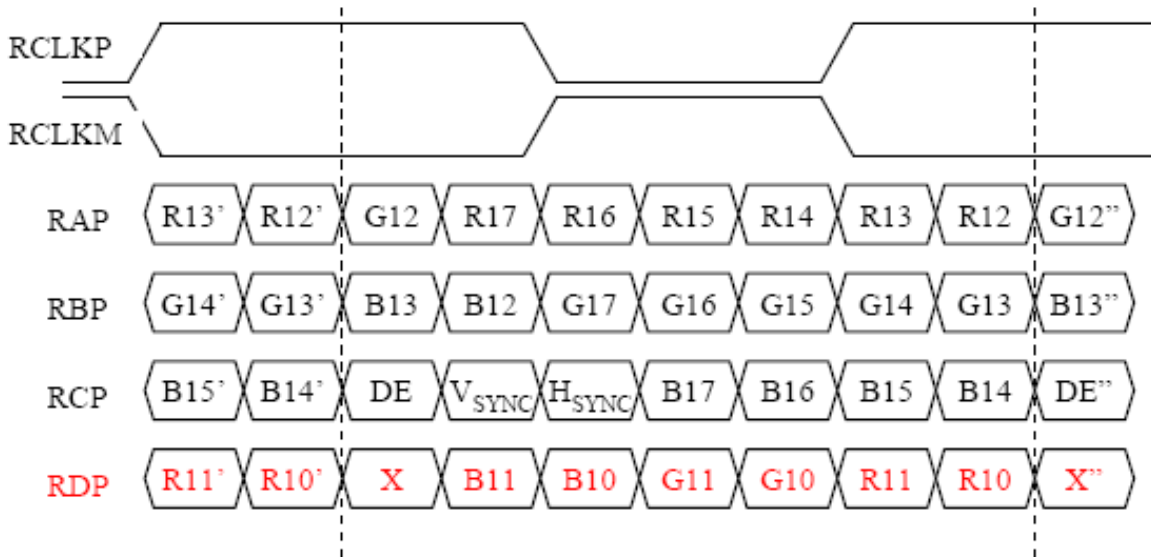 RCLKP
RCLKM
RAP R13’ R12’ G12 R17 R16 R15 R14 R13 R12 G12”
RBP G14’ G13’ B13 B12 G17 G16 G15 G14 G13 B13”
RCP B15’ B14’ DE VSYNC HSYNC B17 B16 B15 B14 DE”
RDP R11’ R10’ X B11 B10 G11 G10 R11 R10 X”